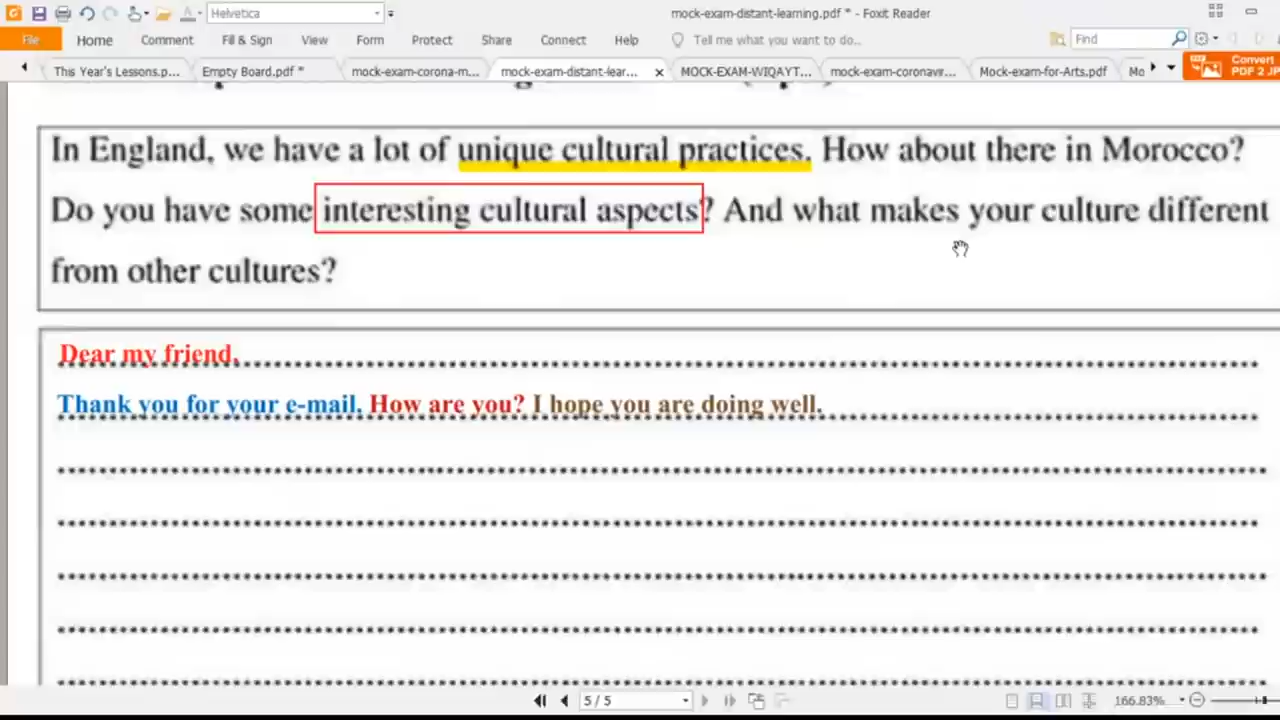 Helvetica
mock-exam-distant-learning.pdf * - Foxit Reader
File Home Comment Fill & Sign View Form Protect Share Connect Help Tell me what you want to do.. Find
This Year's Lessons.p... Empty Board.pdf * mock-exam-corona-m... mock-exam-distant-lear... MOCK-EXAM-WIQAYT... mock-exam-coronavir... Mock-exam-for-Arts.pdf Mo Convert
PDF 2 JP
In England, we have a lot of unique cultural practices. How about there in Morocco?
Do you have some interesting cultural aspects? And what makes your culture different
from other cultures?
Dear my friend,
Thank you for your e-mail. How are you? I hope you are doing well.
5 / 5 166.83%